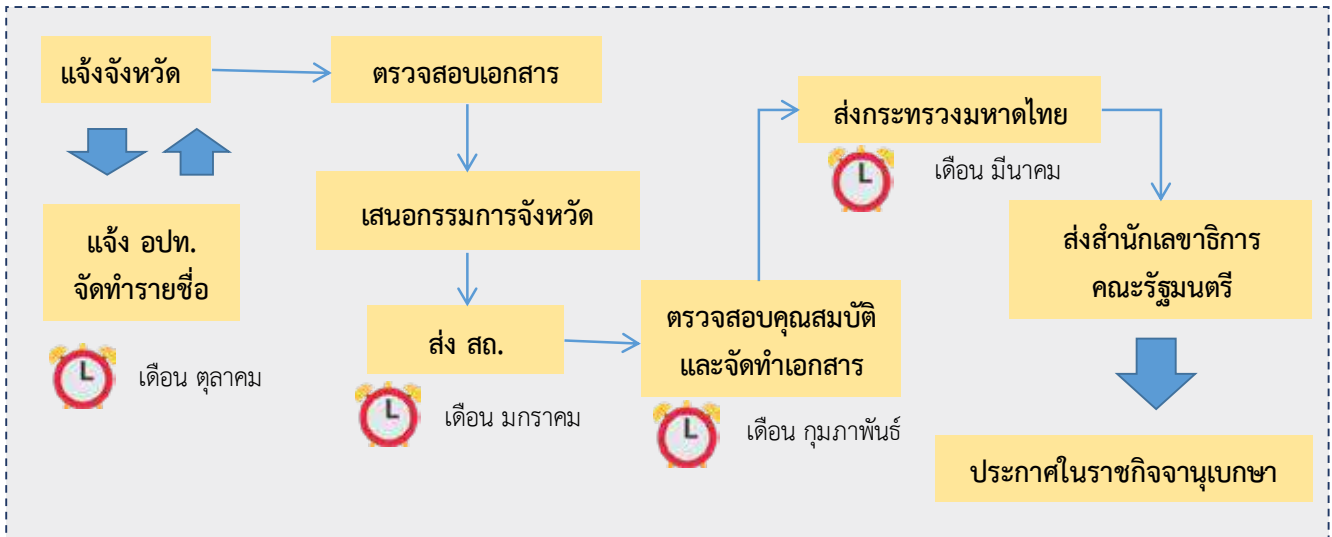 แจ้งจังหวัด
แจ้ง อปท.
จัดทำรายชื่อ
เดือน ตุลาคม
ตรวจสอบเอกสาร
เสนอกรรมการจังหวัด
ส่ง สถ.
เดือน มกราคม
ตรวจสอบคุณสมบัติ
และจัดทำเอกสาร
เดือน กุมภาพันธ์
ส่งกระทรวงมหาดไทย
เดือน มีนาคม
ส่งสำนักเลขาธิการ
คณะรัฐมนตรี
ประกาศในราชกิจจานุเบกษา